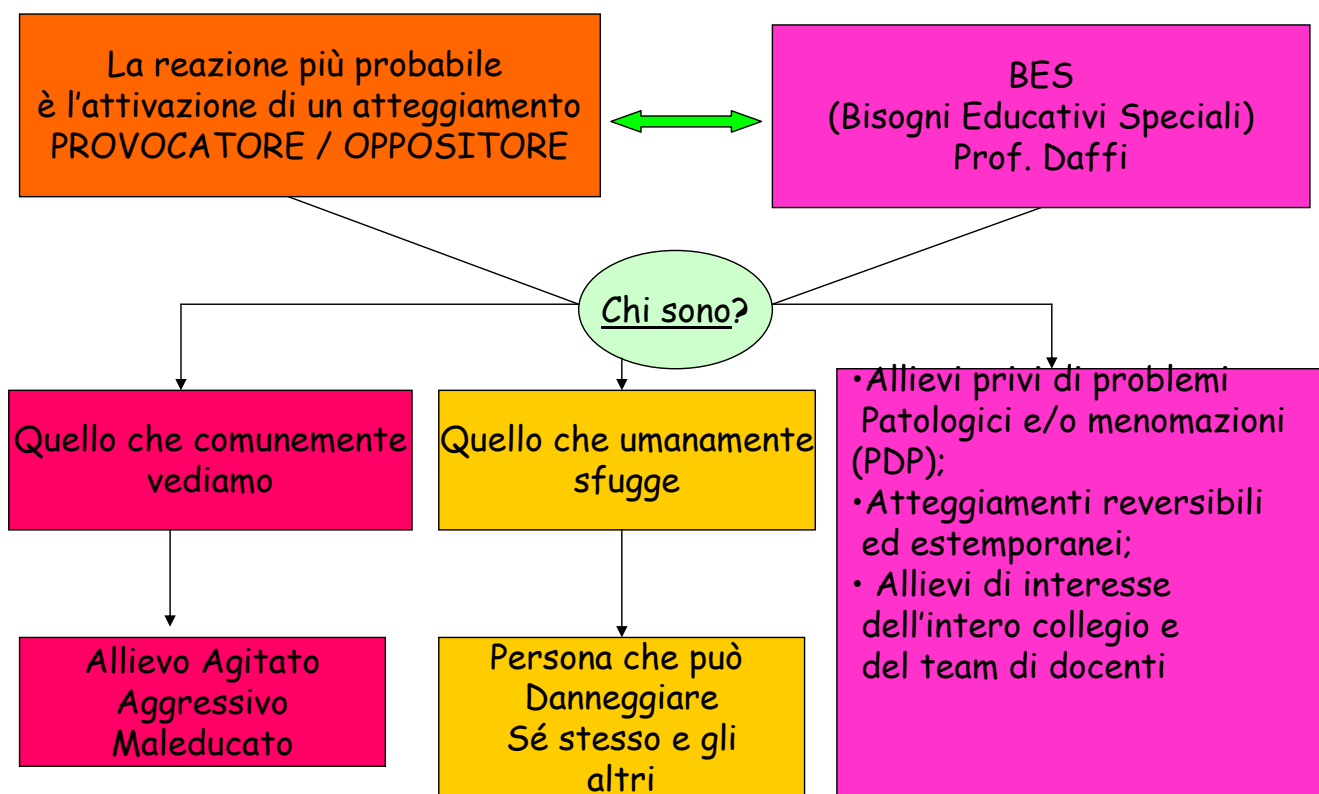 La reazione più probabile
è l'attivazione di un atteggiamento
PROVOCATORE / OPPOSITORE
BES
(Bisogni Educativi Speciali)
Prof. Daffi
Chi sono?
Quello che comunemente
vediamo
Quello che umanamente
sfugge
•Allievi privi di problemi
Patologici e/o menomazioni
(PDP);
•Atteggiamenti reversibili
ed estemporanei;
• Allievi di interesse
dell'intero collegio e
del team di docenti
Allievo Agitato
Aggressivo
Maleducato
Persona che può
Danneggiare
Sé stesso e gli
altri